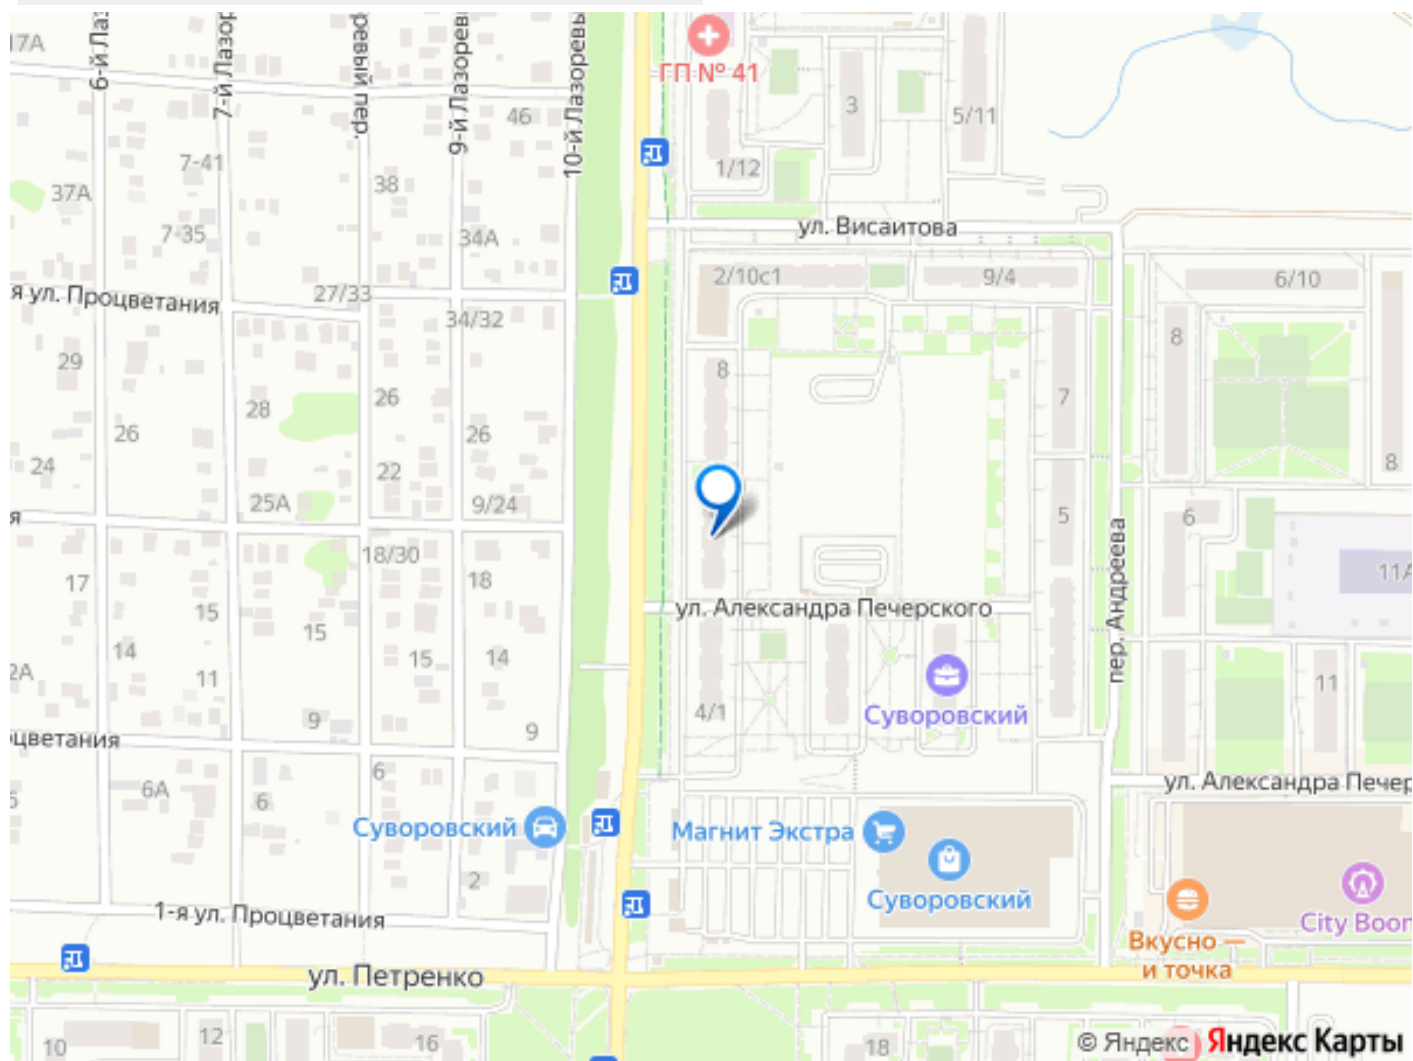 17А
6-й Лаз
7-й Лазор
ревый пер.
9-й Лазорев
10-й Лазоревы
ГП № 41
46
3
5/11
7-41
1/12
37А
38
7-35
34А
ул. Висаитова
я ул. Процветания
27/33
2/10с1
9/4
6/10
34/32
8
29
8
26
7
28
26
26
24
22
8
25А
9/24
5
6
я
18/30
пер. Андреева
17
18
11А
15
ул. Александра Печерского
15
14
15
14
2А
11
11
9
4/1
Суворовский
9
цветания
6
6А
6
ул. Александра Печер
Суворовский
Магнит Экстра
2
Суворовский
1-я ул. Процветания
City Boom
Вкусно —
и точка
ул. Петренко
10
12
16
18
© Яндекс
Яндекс Карты